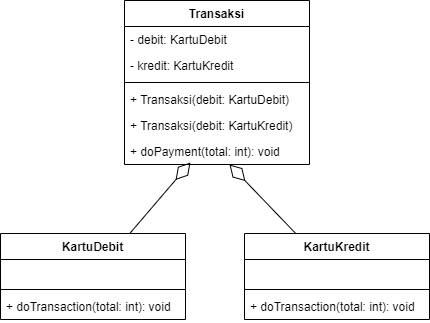 Transaksi
- debit: KartuDebit
- kredit: KartuKredit
+ Transaksi(debit: KartuDebit)
+ Transaksi(debit: KartuKredit)
+ doPayment(total: int): void
KartuDebit
+ doTransaction(total: int): void
KartuKredit
+ doTransaction(total: int): void